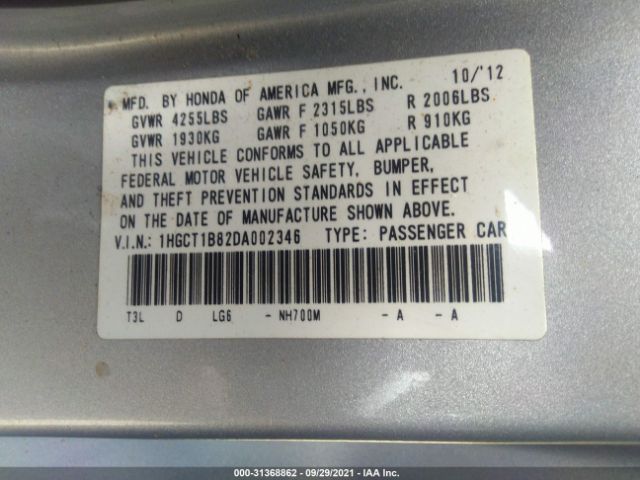 MFD. BY HONDA OF AMERICA MFG., INC. 10/'12
GVWR 4255LBS GAWR F 2315LBS R 2006LBS
GVWR 1930KG GAWR F 1050KG R 910KG
THIS VEHICLE CONFORMS TO ALL APPLICABLE
FEDERAL MOTOR VEHICLE SAFETY, BUMPER,
AND THEFT PREVENTION STANDARDS IN EFFECT
ON THE DATE OF MANUFACTURE SHOWN ABOVE.
V.I.N.: 1HGCT1B82DA002346 TYPE: PASSENGER CAR
T3L D LG6 - NH700M - A - A
000-31368862 - 09/29/2021 - IAA Inc.